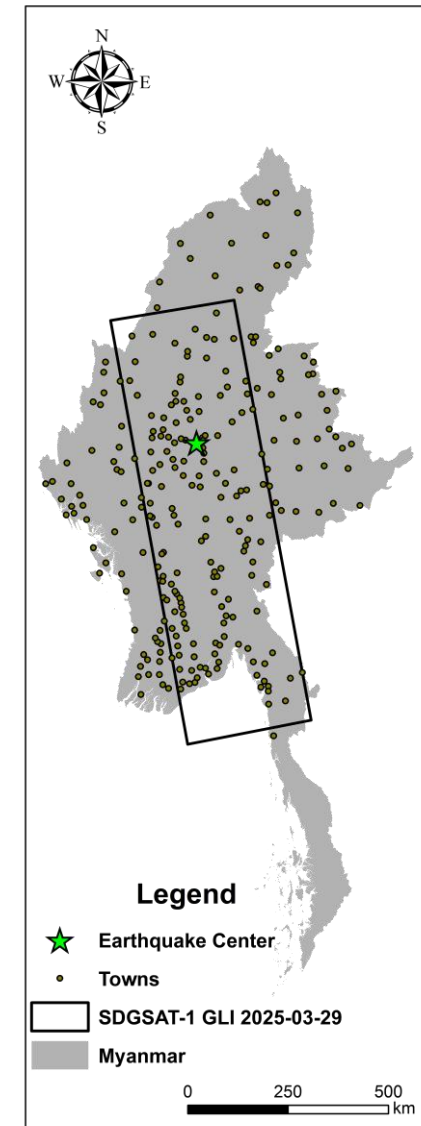 N
W E
S
Legend
Earthquake Center
Towns
SDGSAT-1 GLI 2025-03-29
Myanmar
0 250 500
km